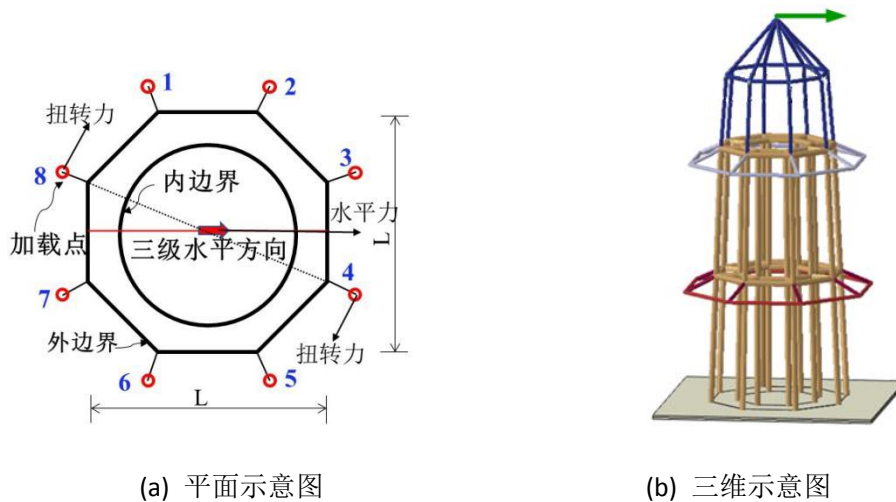 1
2
扭转力
3
8
内边界
水平力
L
加载点
三级水平方向
4
7
外边界
扭转力
6
5
L
(a) 平面示意图
(b) 三维示意图